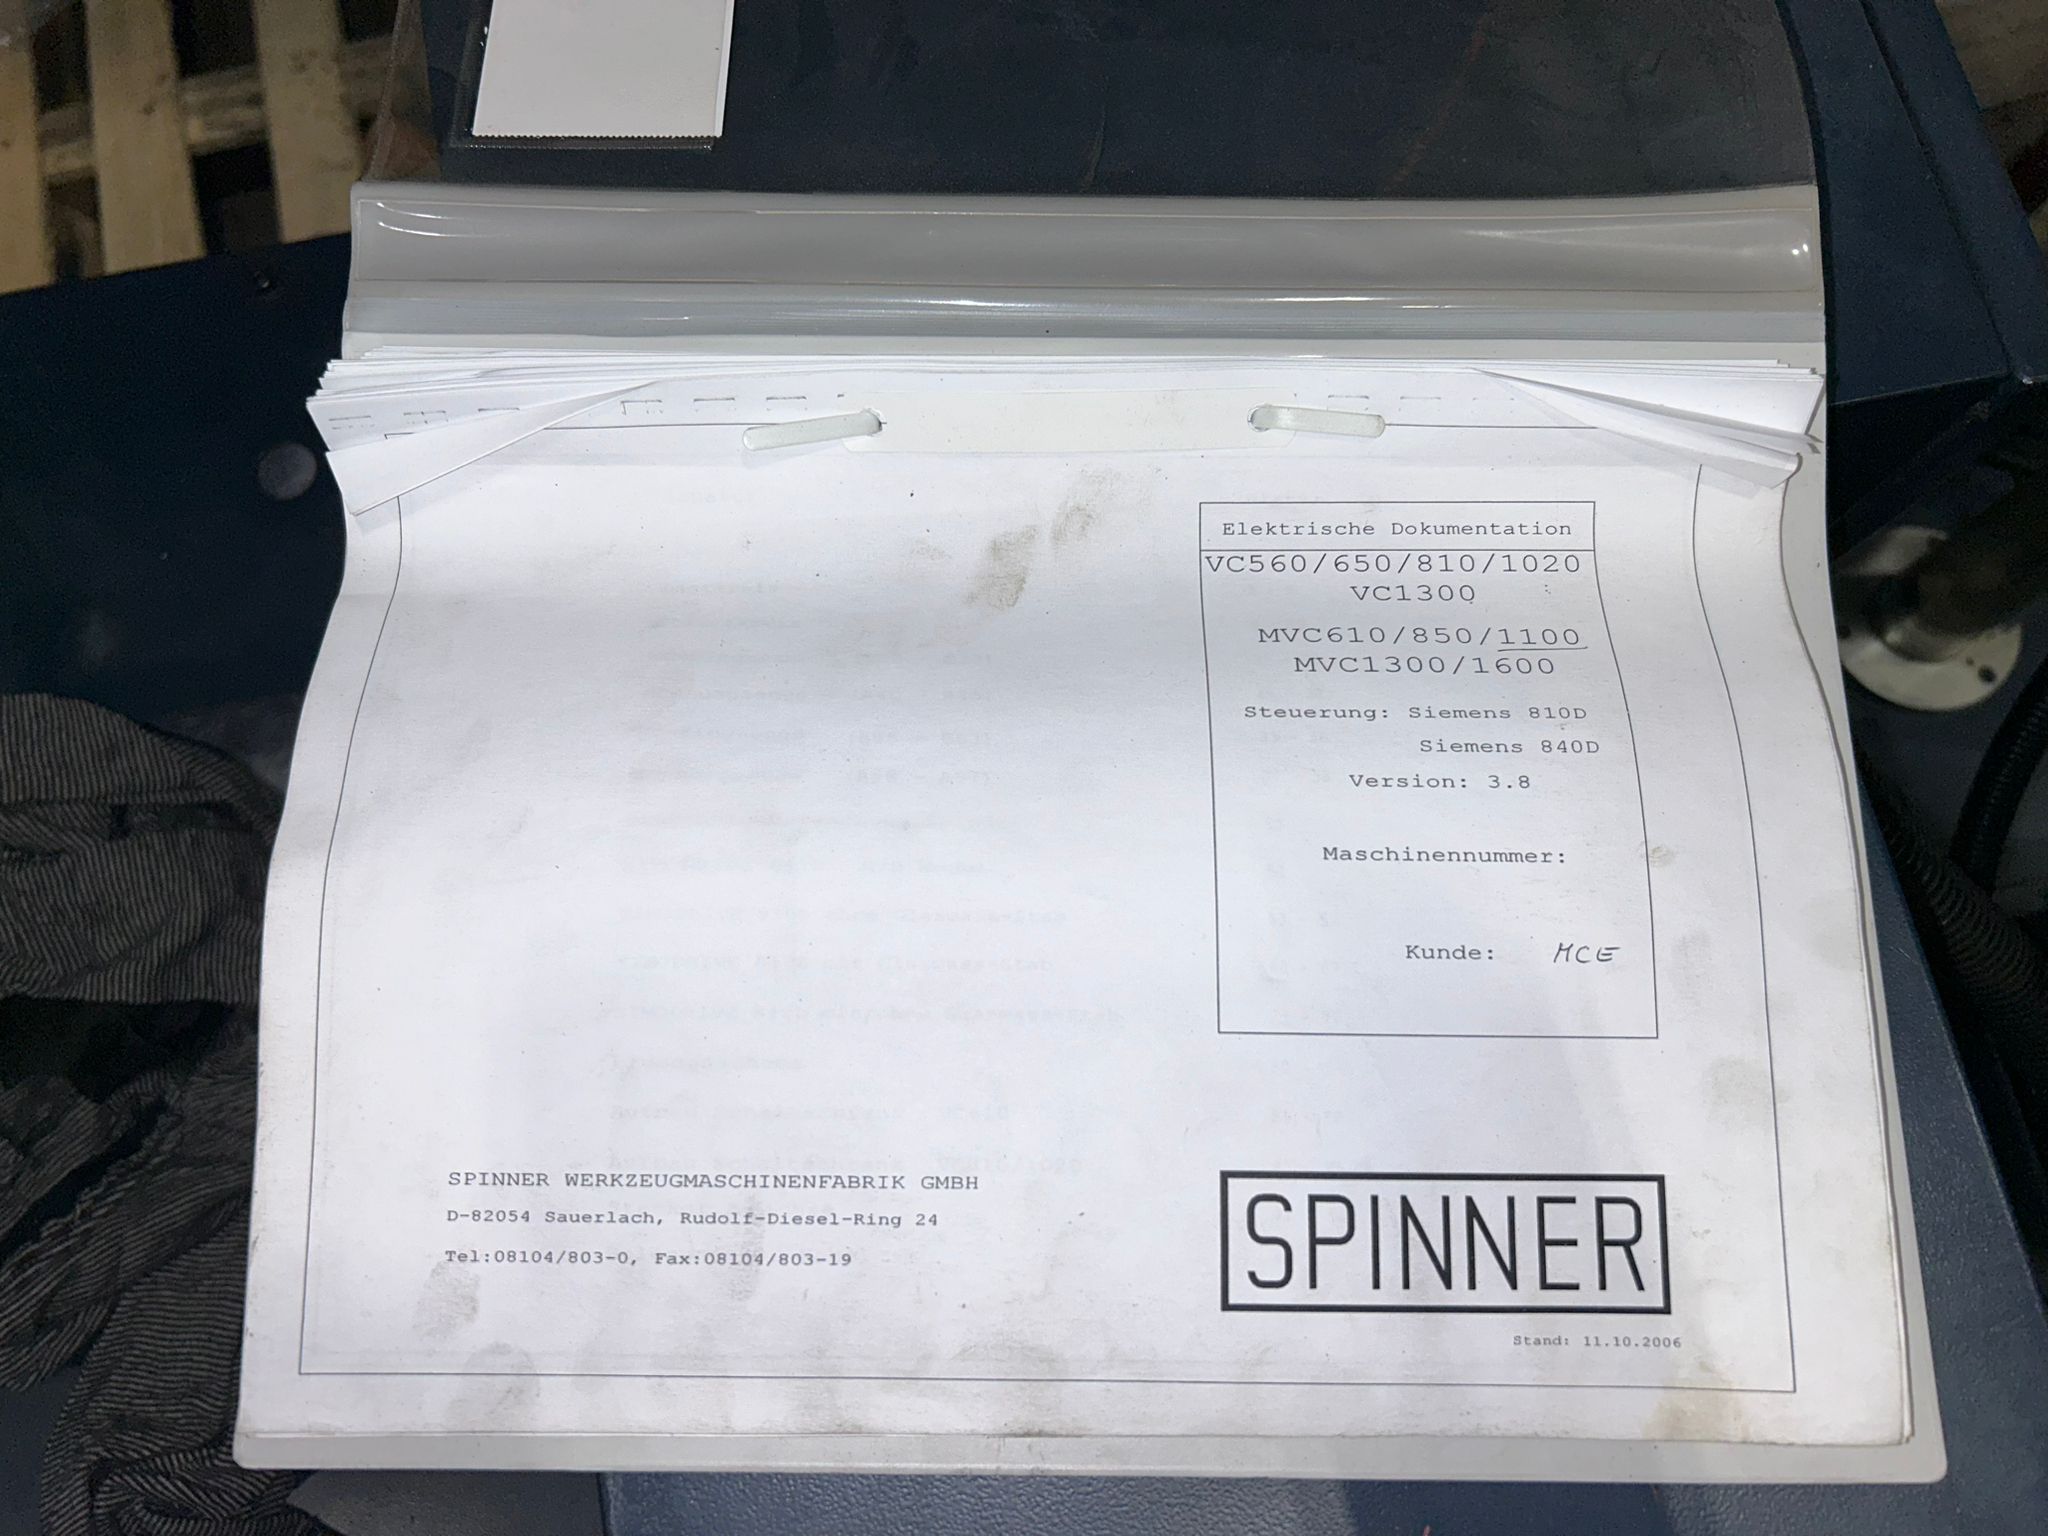 Elektrische Dokumentation
VC560/650/810/1020
VC1300
MVC610/850/1100
MVC1300/1600
Steuerung: Siemens 810D
Siemens 840D
Version: 3.8
Maschinennummer:
Kunde: MCE
SPINNER WERKZEUGMASCHINENFABRIK GMBH
D-82054 Sauerlach, Rudolf-Diesel-Ring 24
Tel:08104/803-0, Fax:08104/803-19
SPINNER
Stand: 11.10.2006